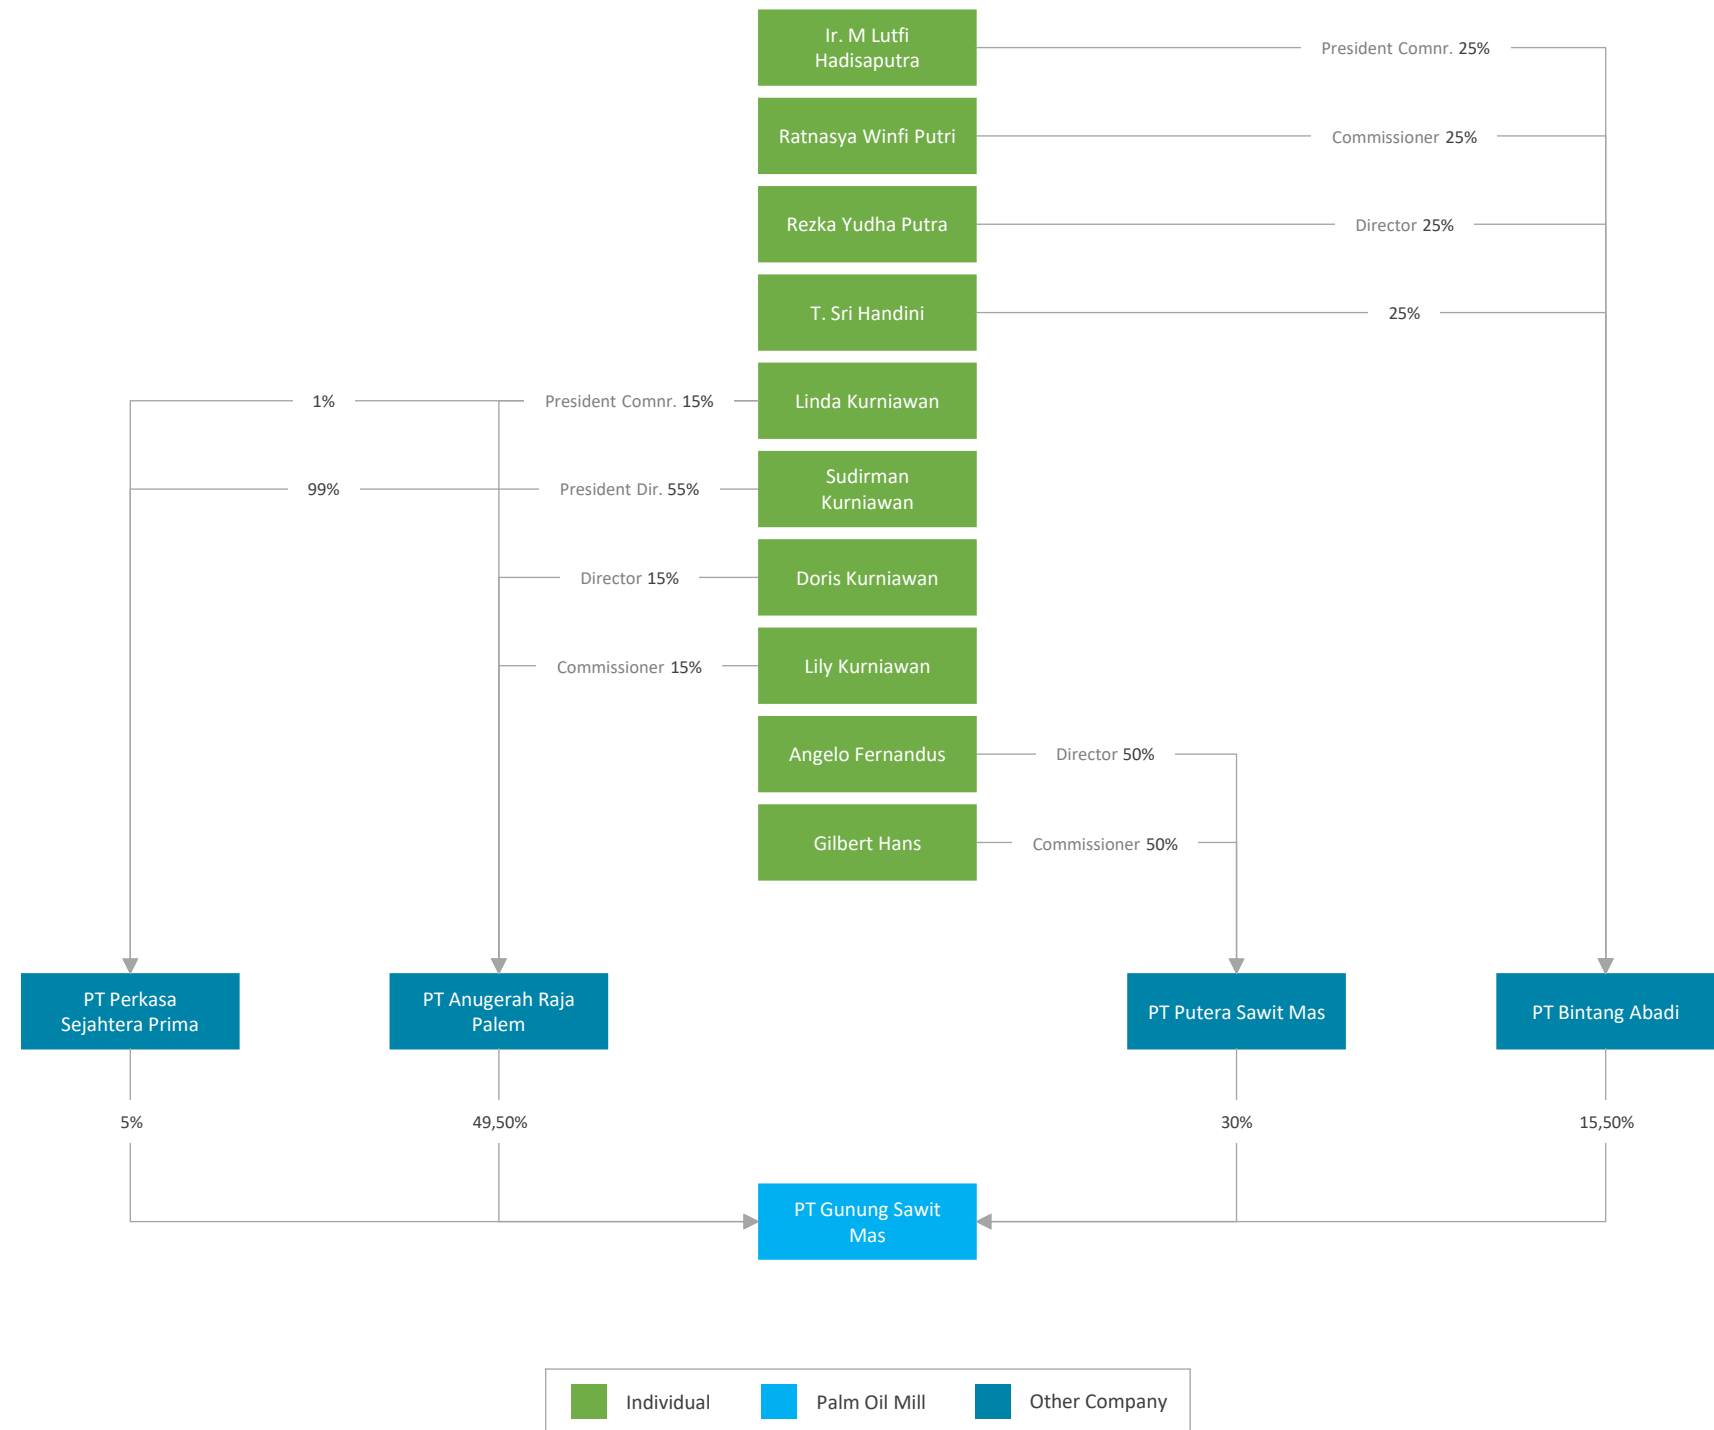 Ir. M Lutfi
Hadisaputra
President Comnr. 25%
Ratnasya Winfi Putri
Commissioner 25%
Rezka Yudha Putra
Director 25%
T. Sri Handini
25%
1%
President Comnr. 15%
Linda Kurniawan
99%
President Dir. 55%
Sudirman
Kurniawan
Director 15%
Doris Kurniawan
Commissioner 15%
Lily Kurniawan
Angelo Fernandus
Director 50%
Gilbert Hans
Commissioner 50%
PT Perkasa
Sejahtera Prima
PT Anugerah Raja
Palem
PT Putera Sawit Mas
PT Bintang Abadi
5%
49,50%
30%
15,50%
PT Gunung Sawit
Mas
Individual
Palm Oil Mill
Other Company